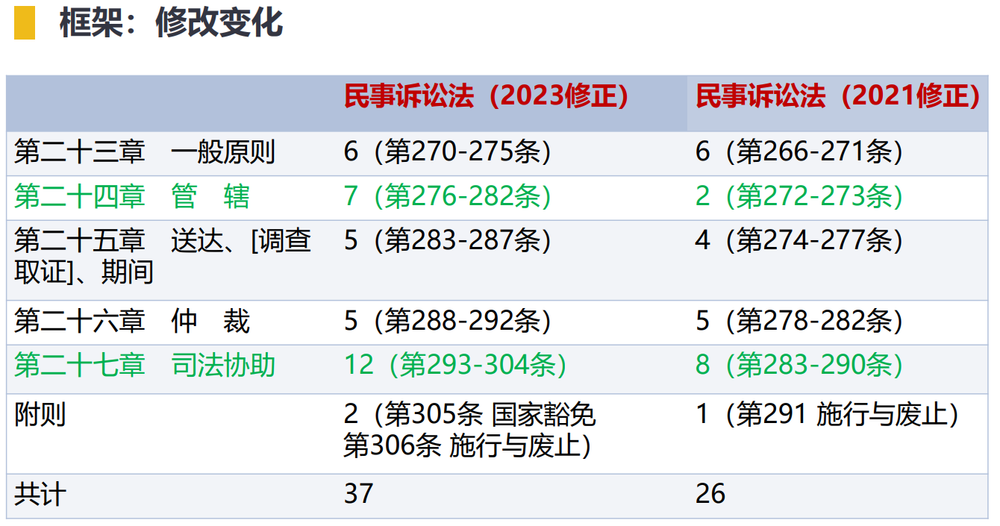 框架：修改变化
民事诉讼法（2023修正） 民事诉讼法（2021修正）
第二十三章 一般原则 6（第270-275条） 6（第266-271条）
第二十四章 管 辖 7（第276-282条） 2（第272-273条）
第二十五章 送达、[调查 5（第283-287条） 4（第274-277条）
取证]、期间
第二十六章 仲 裁 5（第288-292条） 5（第278-282条）
第二十七章 司法协助 12（第293-304条） 8（第283-290条）
附则 2（第305条 国家豁免 1（第291 施行与废止）
第306条 施行与废止）
共计 37 26